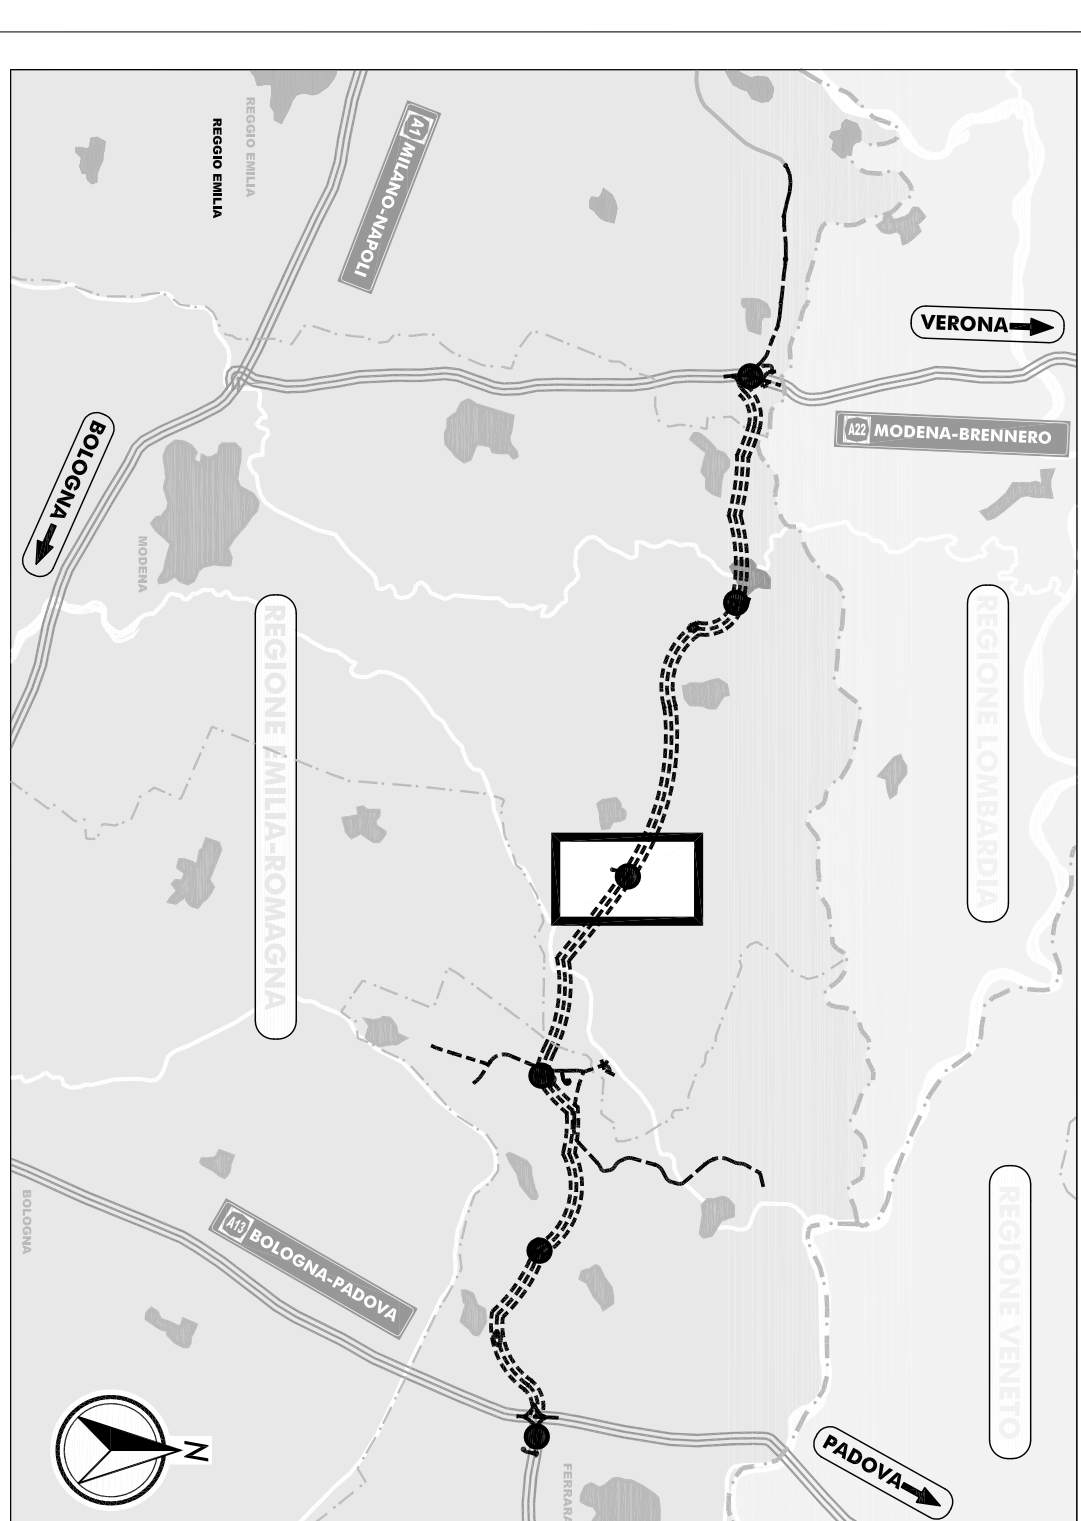 REGGIO EMILIA
REGGIO EMILIA
A1 MILANO-NAPOLI
VERONA
A22 MODENA-BRENNERO
BOLOGNA
MODENA
REGIONE EMILIA-ROMAGNA
REGIONE LOMBARDIA
BOLOGNA
A13 BOLOGNA-PADOVA
REGIONE VENETO
PADOVA
N
FERRARA